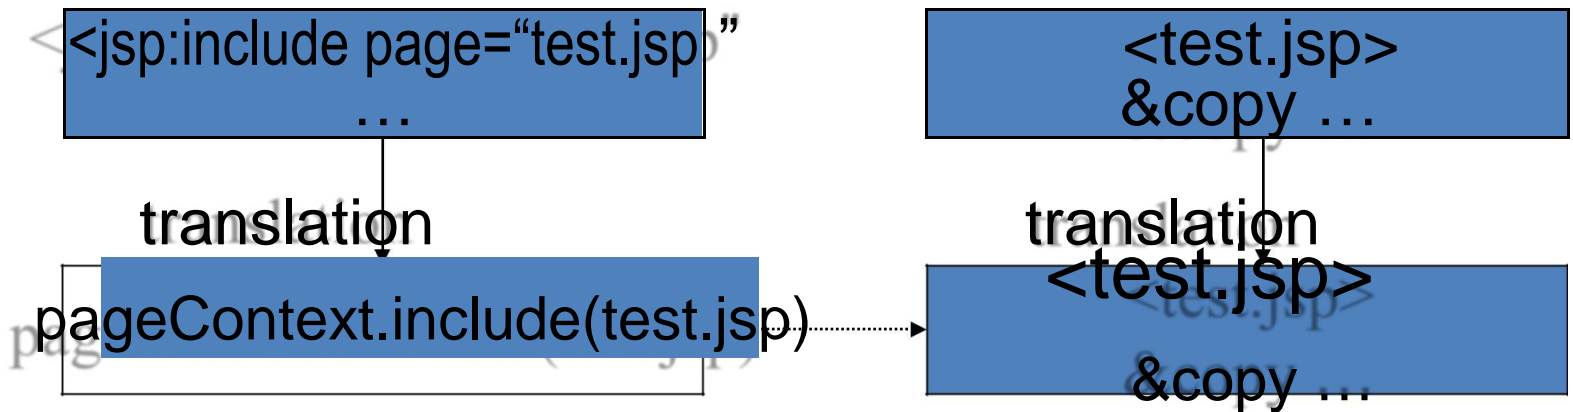 <jsp:include page=“test.jsp”
…
<test.jsp>
&copy …
translation
translation
pageContext.include(test.jsp)
<test.jsp>
&copy …